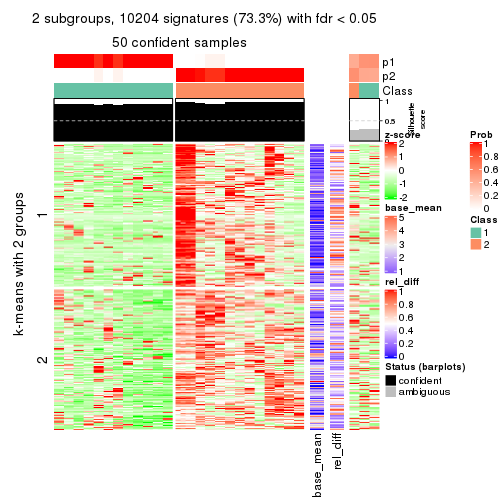 2 subgroups, 10204 signatures (73.3%) with fdr < 0.05
50 confident samples
p1
p2
Class
1
0.5
0
Silhouette
score
k-means with 2 groups
1
2
base_mean
rel_diff
z-score
2
1
0
-1
-2
base_mean
5
4
3
2
1
rel_diff
1
0.8
0.6
0.4
0.2
0
Status (barplots)
confident
ambiguous
Prob
1
0.8
0.6
0.4
0.2
0
Class
1
2